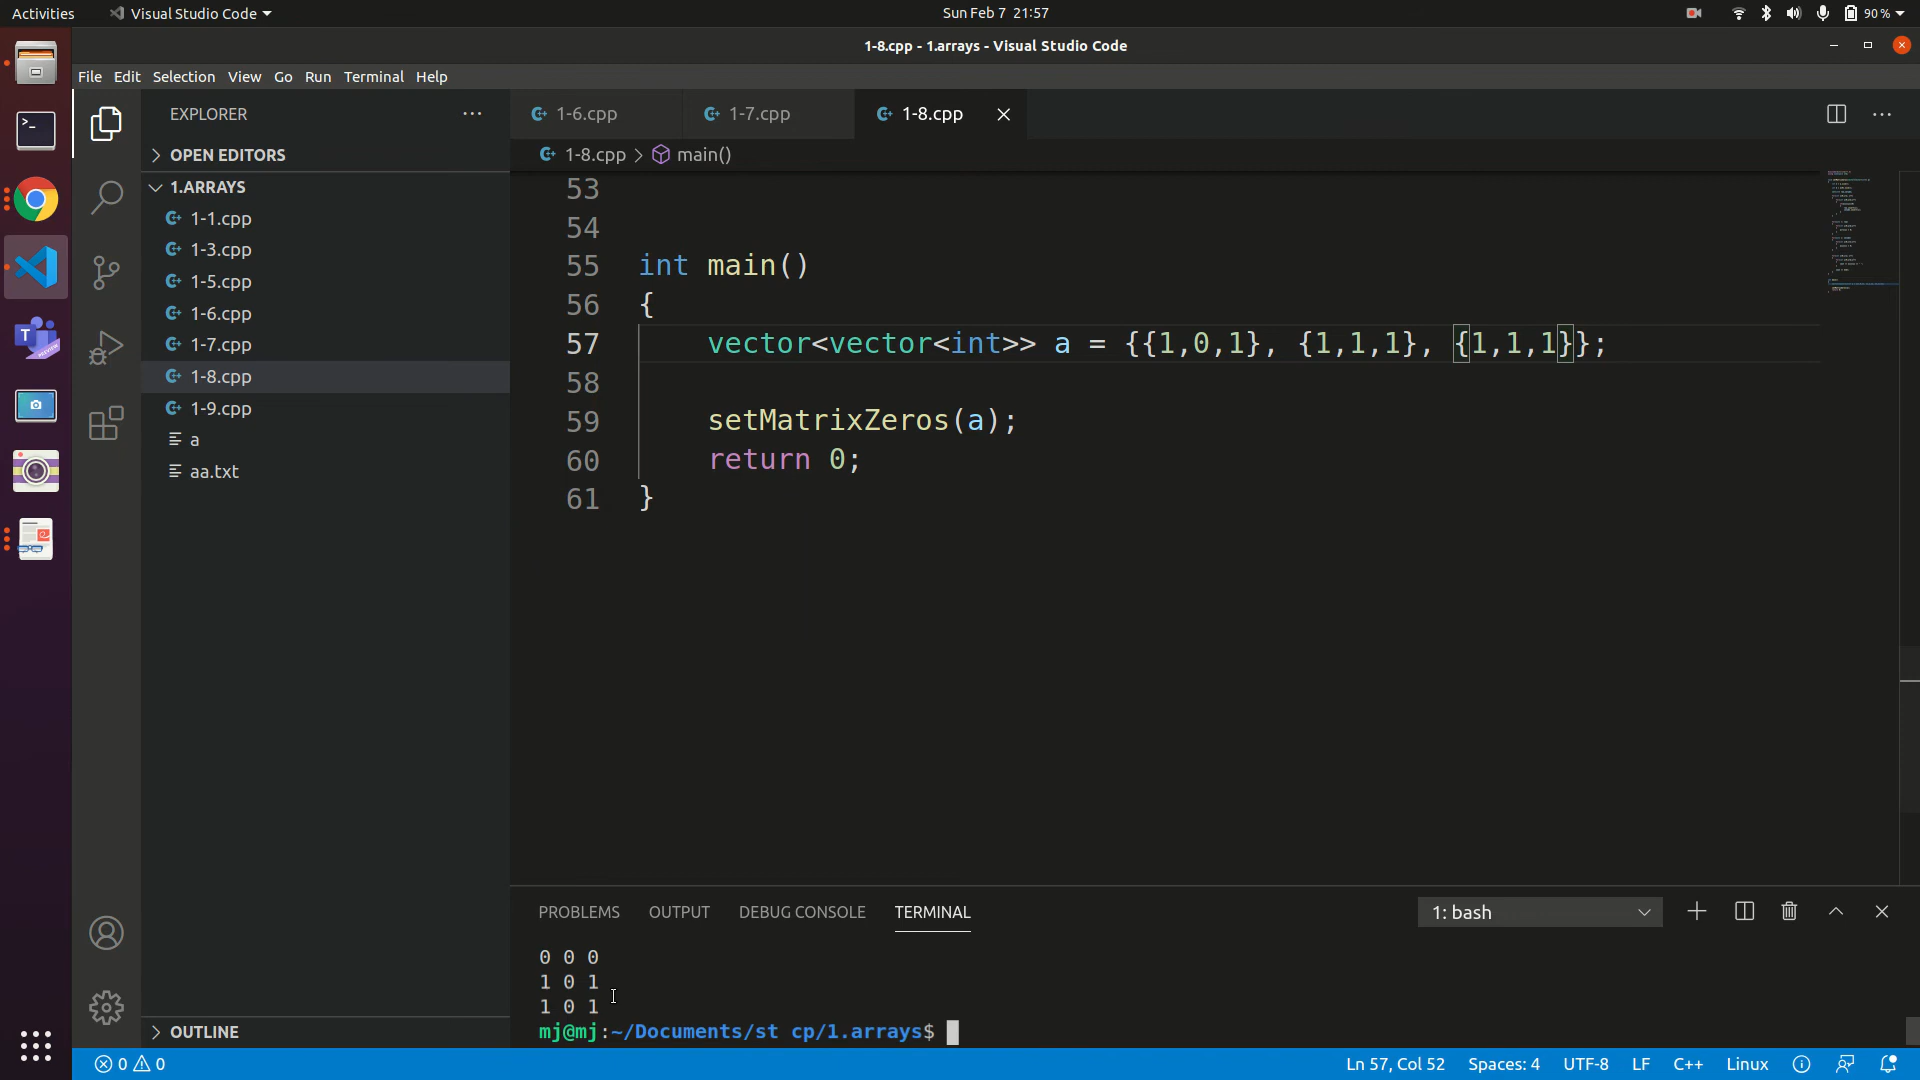 Activities
Visual Studio Code
Sun Feb 7 21:57
90 %
1-8.cpp - 1.arrays - Visual Studio Code
File Edit Selection View Go Run Terminal Help
EXPLORER
OPEN EDITORS
1.ARRAYS
1-1.cpp
1-3.cpp
1-5.cpp
1-6.cpp
1-7.cpp
1-8.cpp
1-9.cpp
a
aa.txt
OUTLINE
1-6.cpp
1-7.cpp
1-8.cpp
1-8.cpp > main()
53
54
55 int main()
56 {
57 vector<vector<int>> a = {{1,0,1}, {1,1,1}, {1,1,1}};
58
59 setMatrixZeros(a);
60 return 0;
61 }
PROBLEMS OUTPUT DEBUG CONSOLE TERMINAL
1: bash
0 0 0
1 0 1
1 0 1
mj@mj:~/Documents/st cp/1.arrays$
0 0
Ln 57, Col 52 Spaces: 4 UTF-8 LF C++ Linux